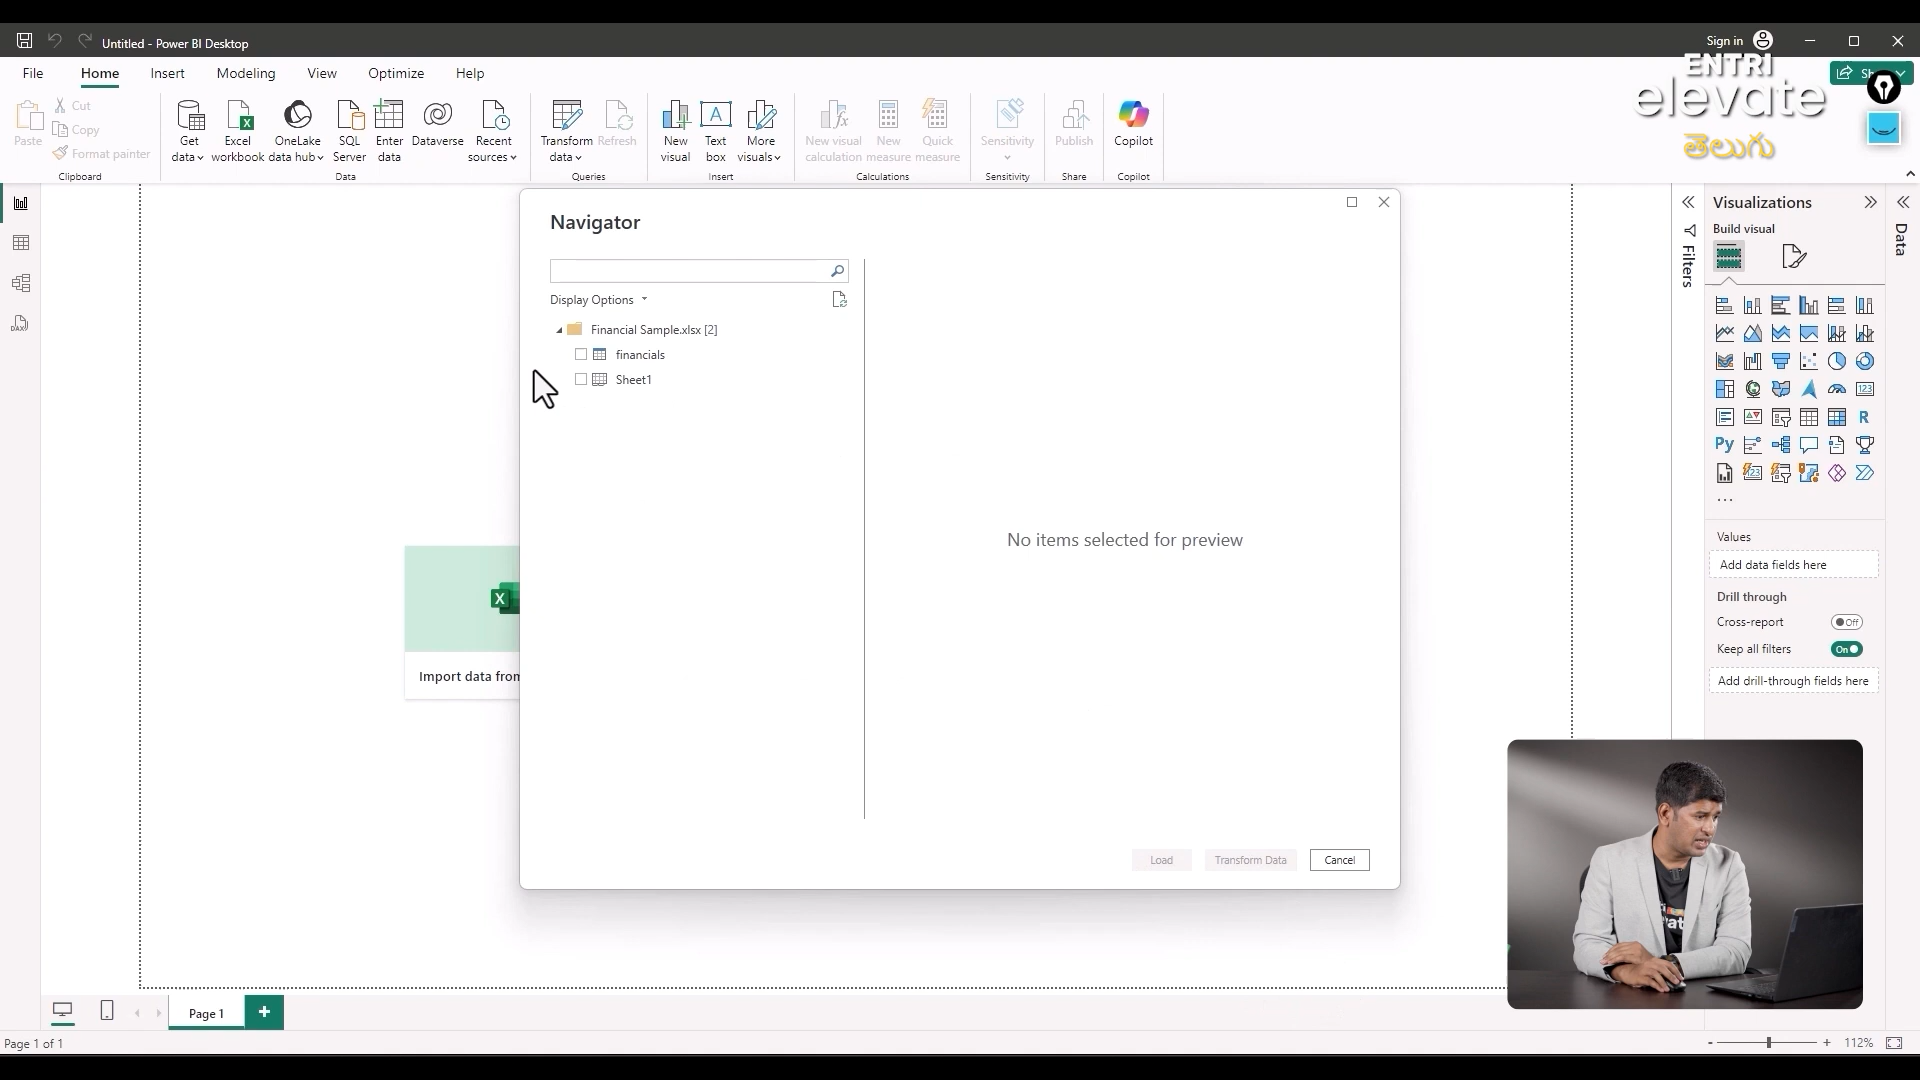 Untitled - Power BI Desktop
Sign in
File Home Insert Modeling View Optimize Help
ENTRI
elevate
తెలుగు
Paste
Cut
Copy
Format painter
Clipboard
Get data
Excel workbook
OneLake data hub
SQL Server
Enter data
Dataverse
Recent sources
Data
Transform data
Refresh
Queries
New visual
Text box
More visuals
Insert
New visual calculation
New measure
Quick measure
Calculations
Sensitivity
Sensitivity
Publish
Share
Copilot
Copilot
Navigator
Display Options
Financial Sample.xlsx [2]
financials
Sheet1
No items selected for preview
Load
Transform Data
Cancel
Import data from
Filters
Visualizations
Build visual
Data
R
Py
123
...
Values
Add data fields here
Drill through
Cross-report
Off
Keep all filters
On
Add drill-through fields here
Page 1
+
Page 1 of 1
- + 112%